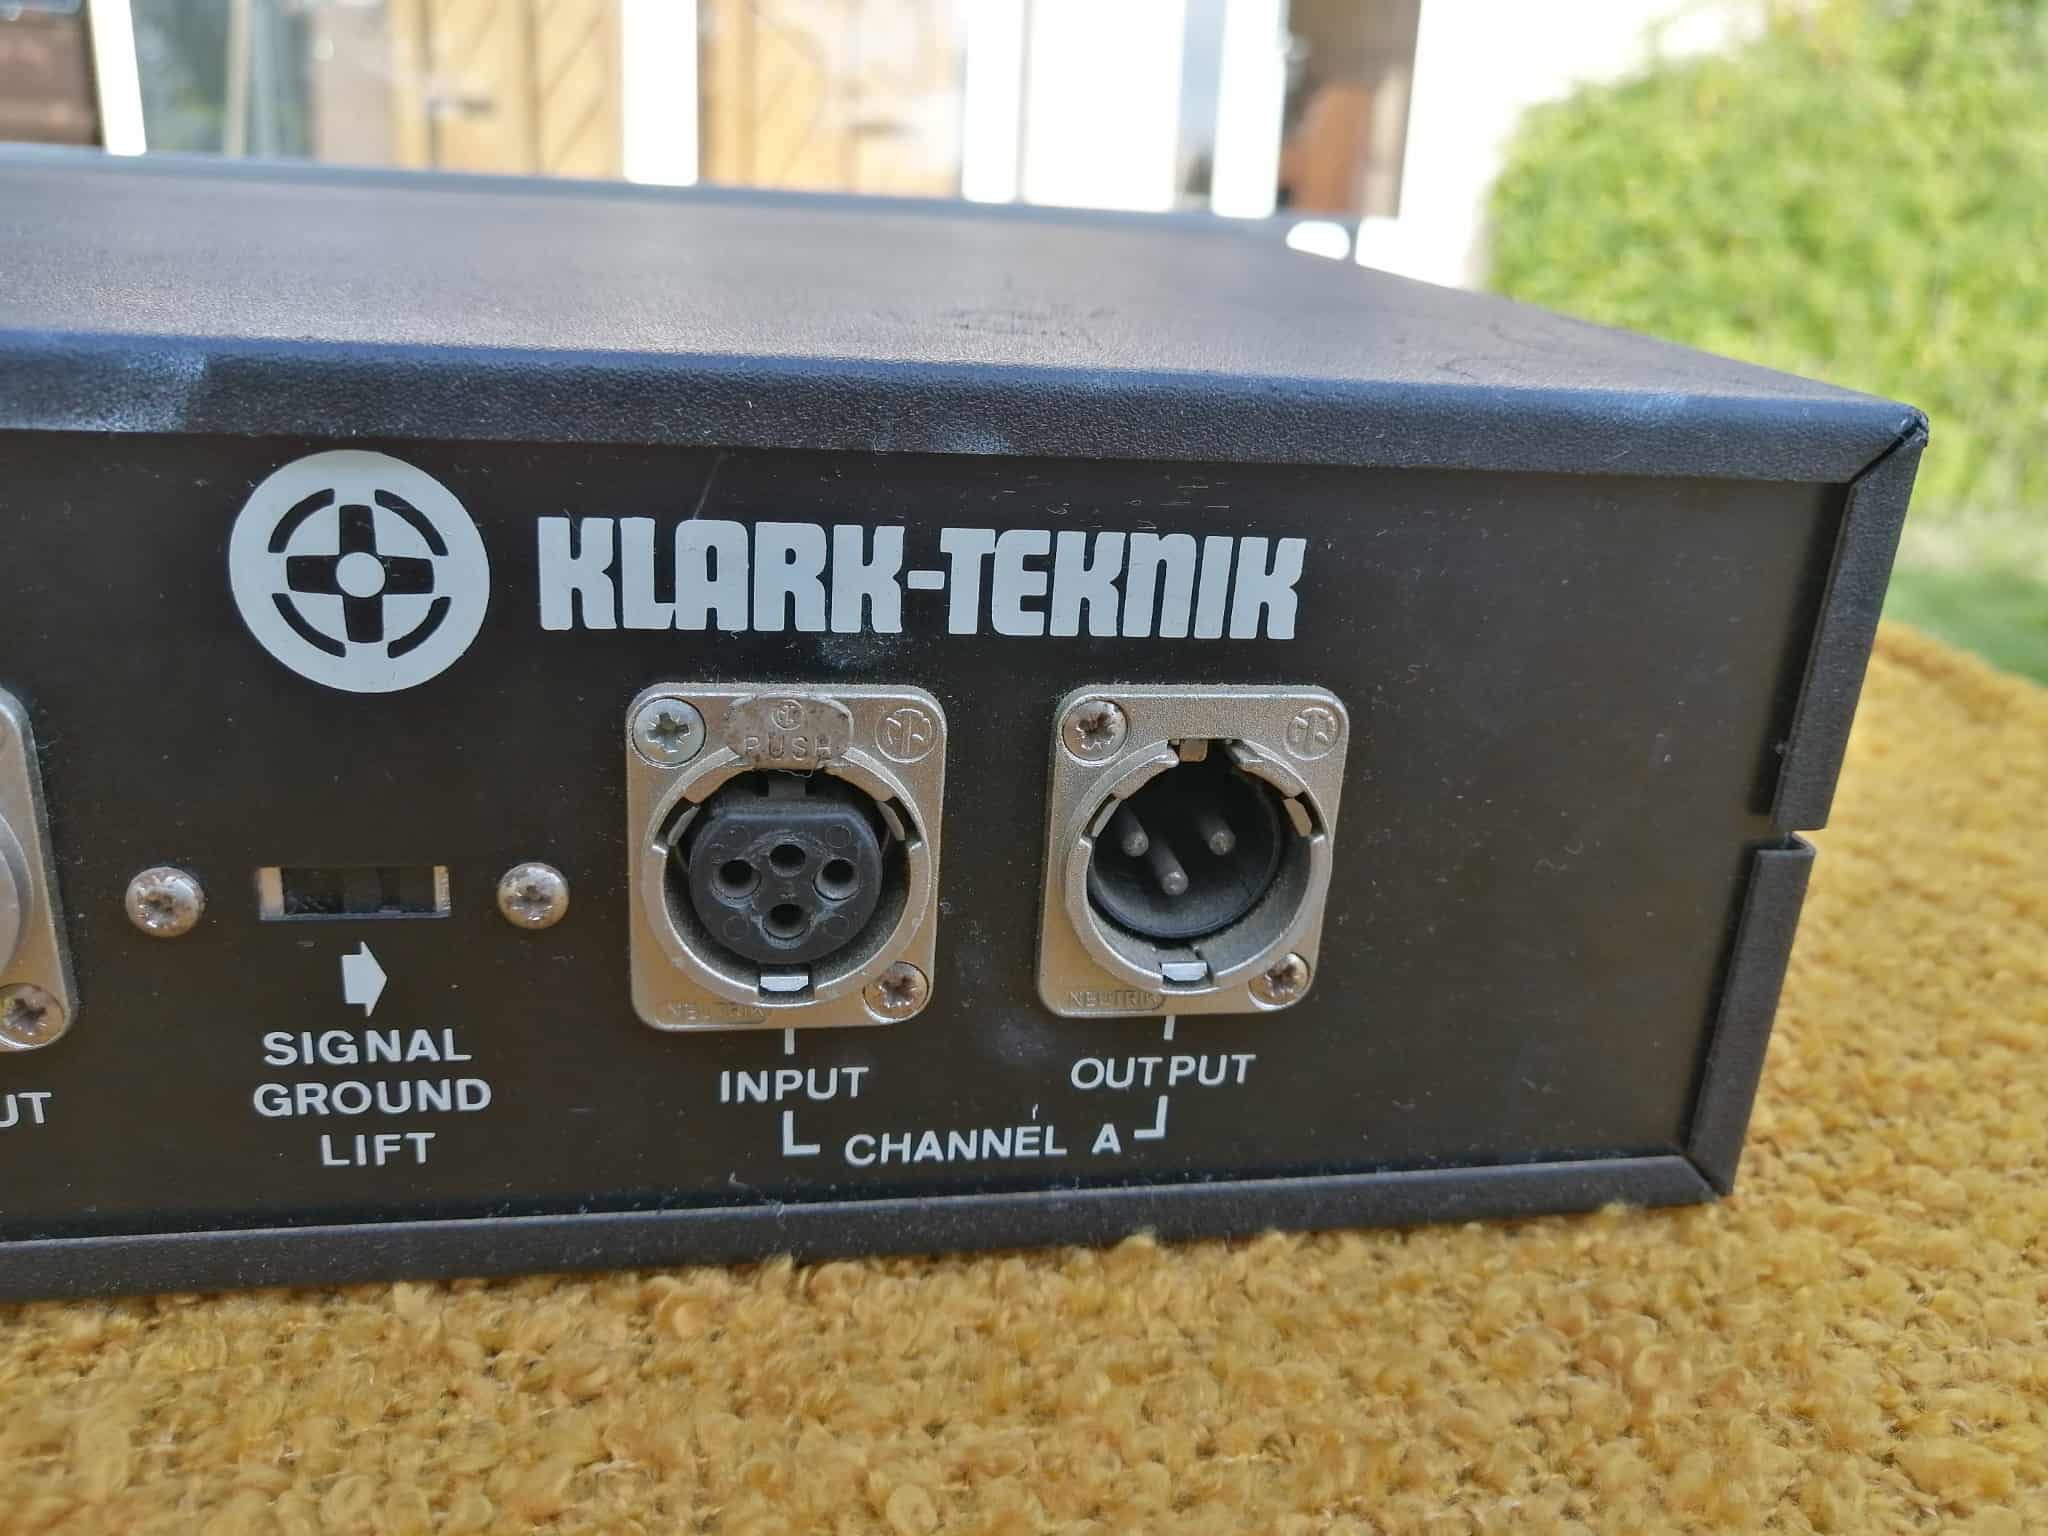 KLARK-TEKNIK
PUSH
NEUTRIK
NEUTRIK
SIGNAL
GROUND
LIFT
UT
INPUT
OUTPUT
CHANNEL A